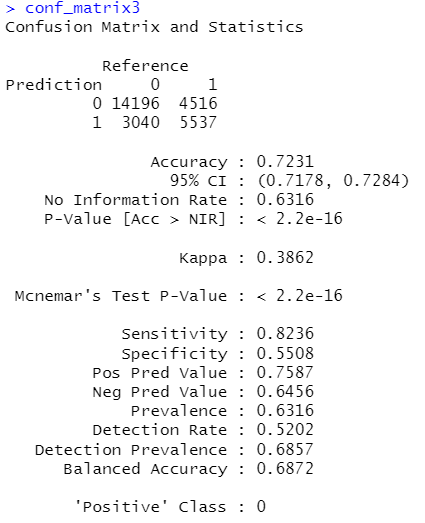 > conf_matrix3
Confusion Matrix and Statistics
Reference
Prediction 0 1
0 14196 4516
1 3040 5537
Accuracy : 0.7231
95% CI : (0.7178, 0.7284)
No Information Rate : 0.6316
P-Value [Acc > NIR] : < 2.2e-16
Kappa : 0.3862
Mcnemar's Test P-Value : < 2.2e-16
Sensitivity : 0.8236
Specificity : 0.5508
Pos Pred Value : 0.7587
Neg Pred Value : 0.6456
Prevalence : 0.6316
Detection Rate : 0.5202
Detection Prevalence : 0.6857
Balanced Accuracy : 0.6872
'Positive' Class : 0